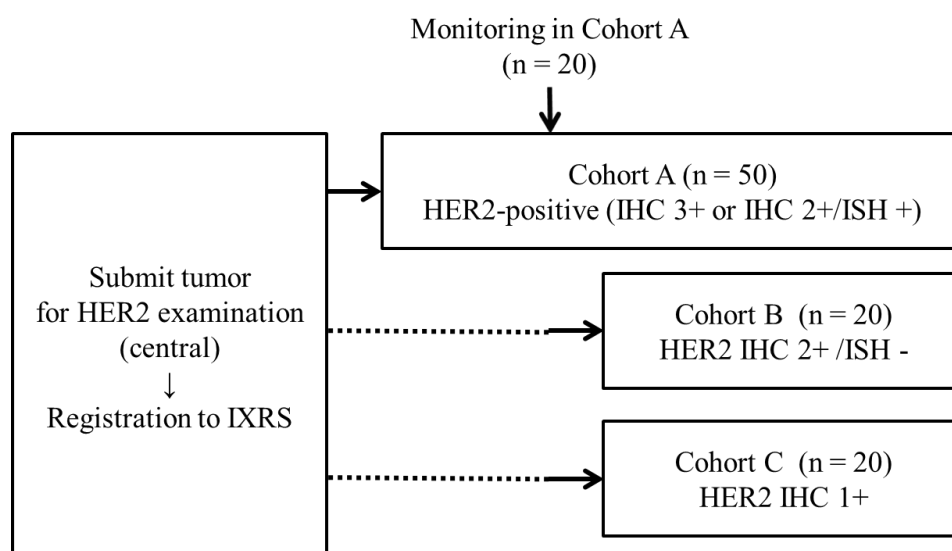 Monitoring in Cohort A
(n = 20)
Cohort A (n = 50)
HER2-positive (IHC 3+ or IHC 2+/ISH +)
Submit tumor
for HER2 examination
(central)
↓
Registration to IXRS
Cohort B (n = 20)
HER2 IHC 2+ /ISH -
Cohort C (n = 20)
HER2 IHC 1+